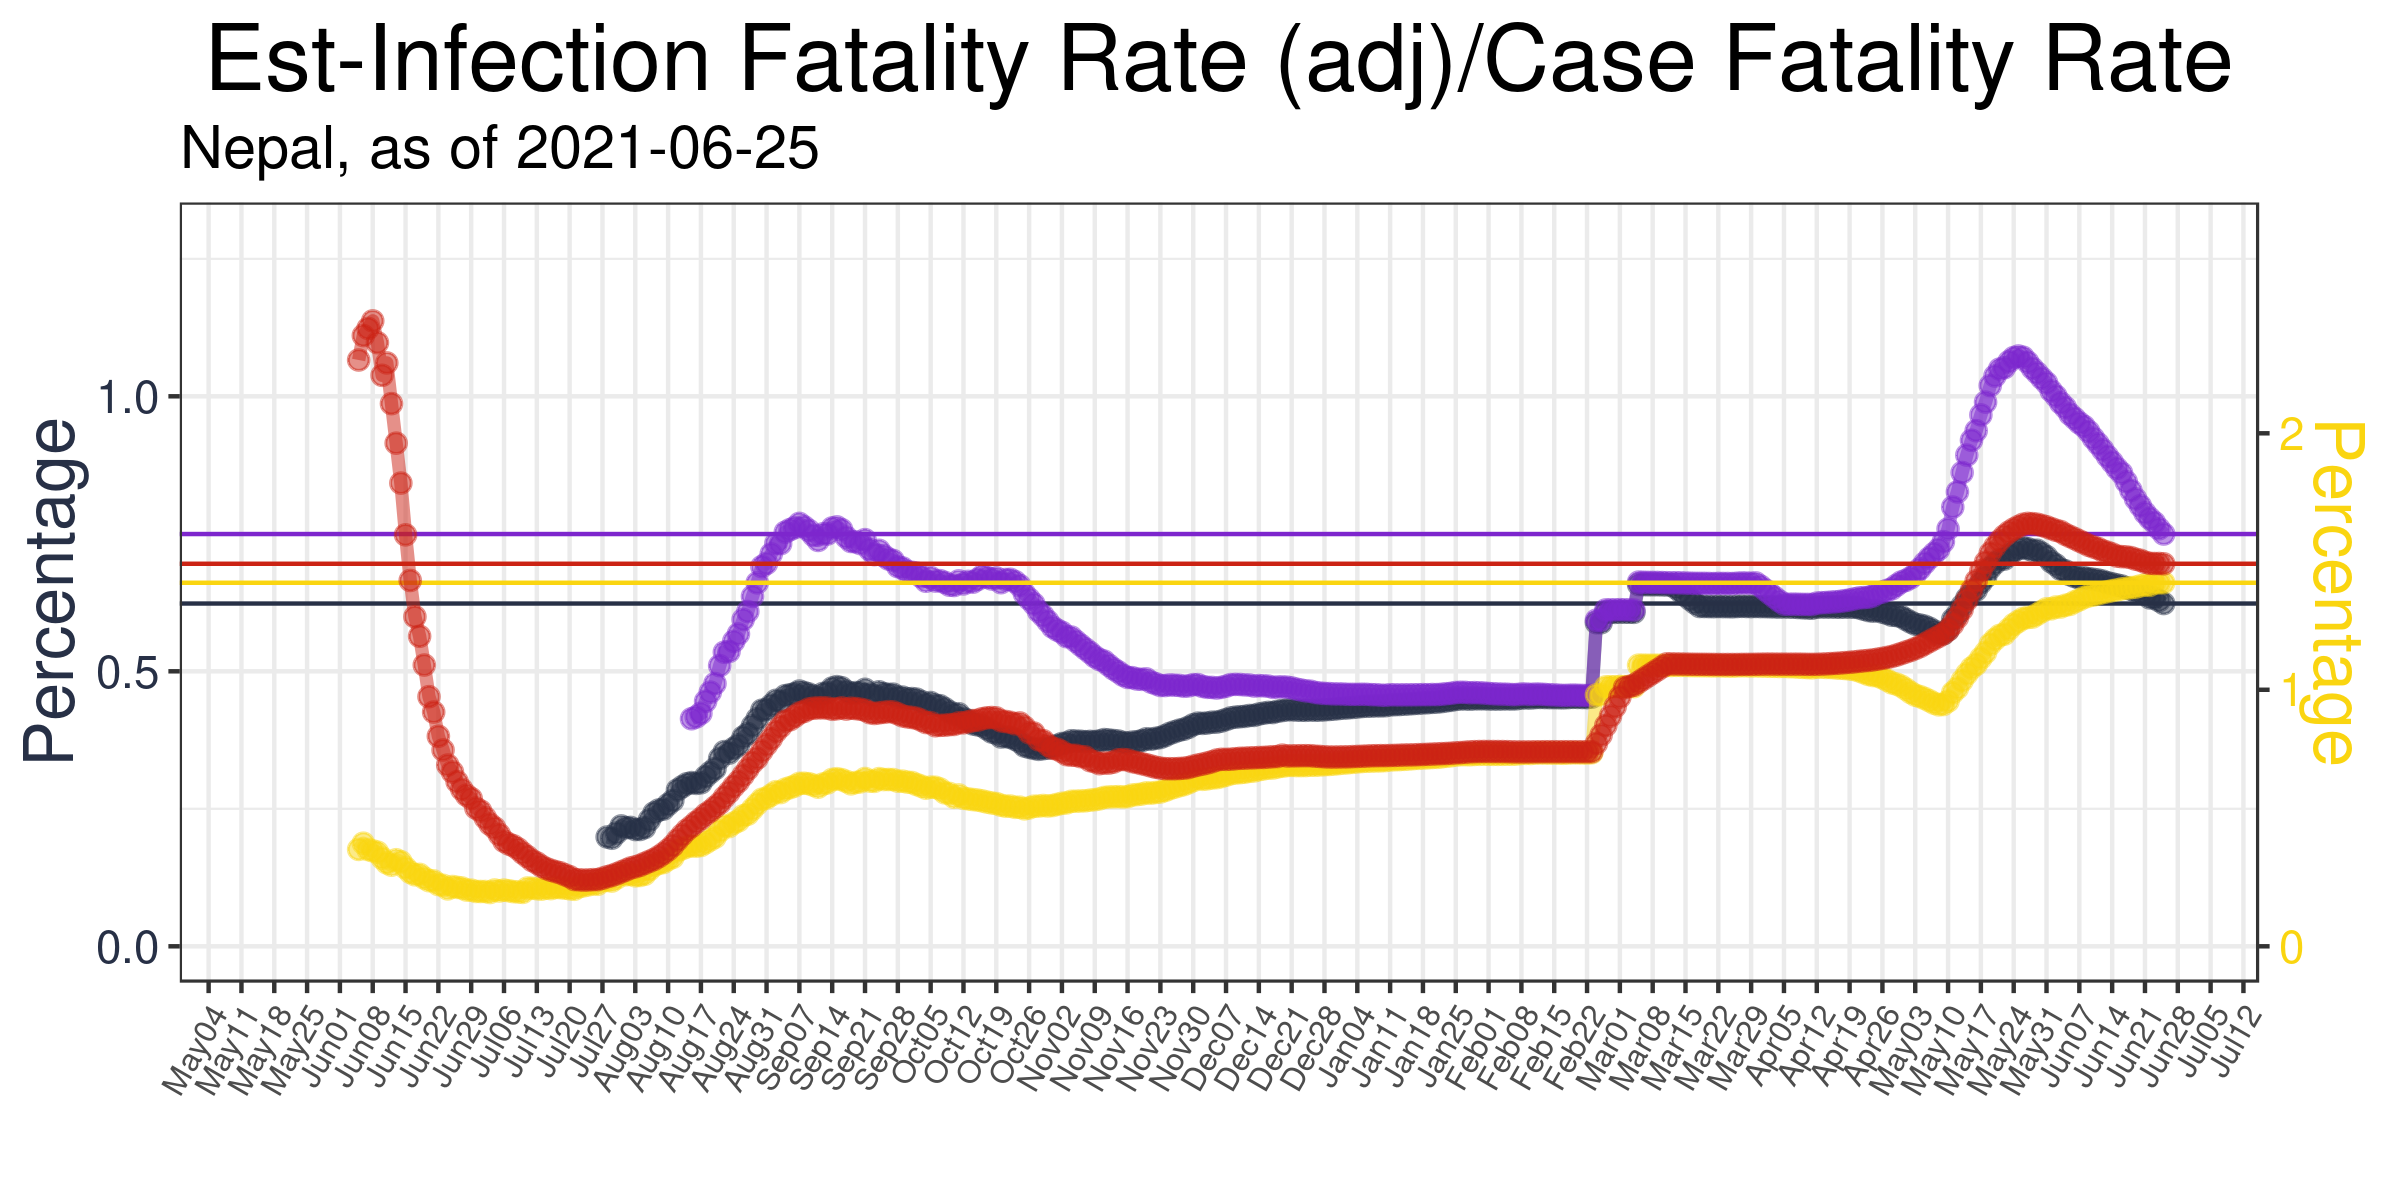 Est-Infection Fatality Rate (adj)/Case Fatality Rate
Nepal, as of 2021-06-25
Percentage
1.0
0.5
0.0
Percentage
2
1
0
May04
May11
May18
May25
Jun01
Jun08
Jun15
Jun22
Jun29
Jul06
Jul13
Jul20
Jul27
Aug03
Aug10
Aug17
Aug24
Aug31
Sep07
Sep14
Sep21
Sep28
Oct05
Oct12
Oct19
Oct26
Nov02
Nov09
Nov16
Nov23
Nov30
Dec07
Dec14
Dec21
Dec28
Jan04
Jan11
Jan18
Jan25
Feb01
Feb08
Feb15
Feb22
Mar01
Mar08
Mar15
Mar22
Mar29
Apr05
Apr12
Apr19
Apr26
May03
May10
May17
May24
May31
Jun07
Jun14
Jun21
Jun28
Jul05
Jul12